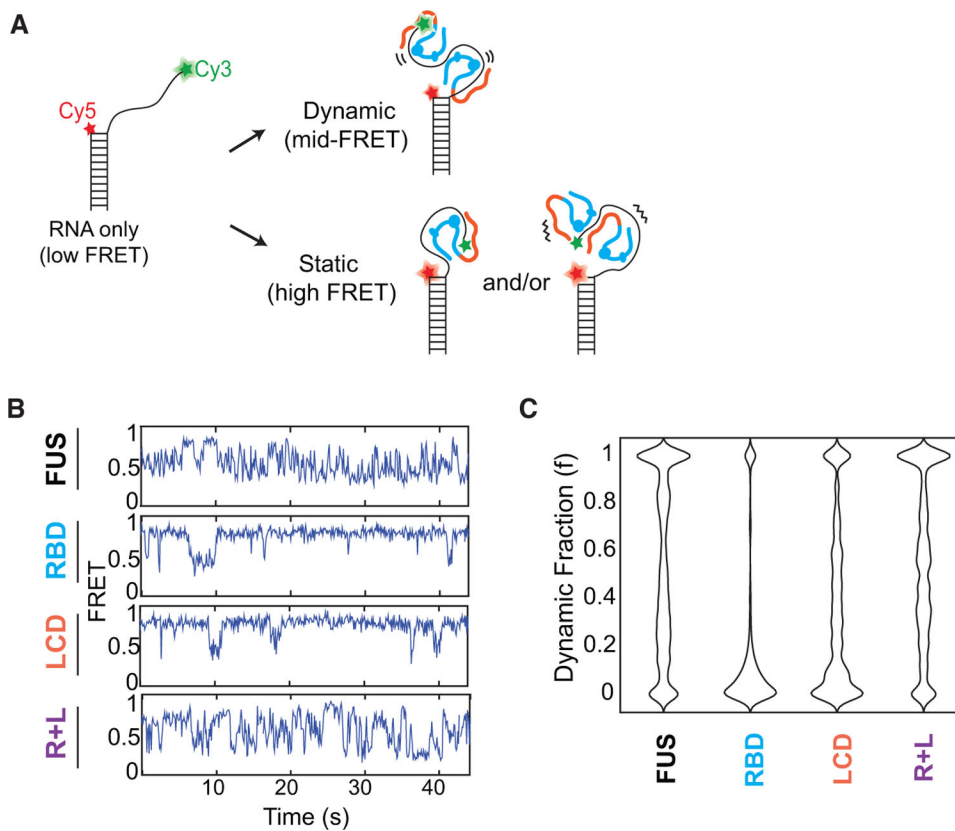 A
Cy5
Cy3
RNA only
(low FRET)
Dynamic
(mid-FRET)
Static
(high FRET)
and/or
B
FUS
RBD
LCD
R+L
FRET
1
0.5
0
1
0.5
0
1
0.5
0
1
0.5
0
10
20
30
40
Time (s)
C
Dynamic Fraction (f)
1
0.8
0.6
0.4
0.2
0
FUS
RBD
LCD
R+L